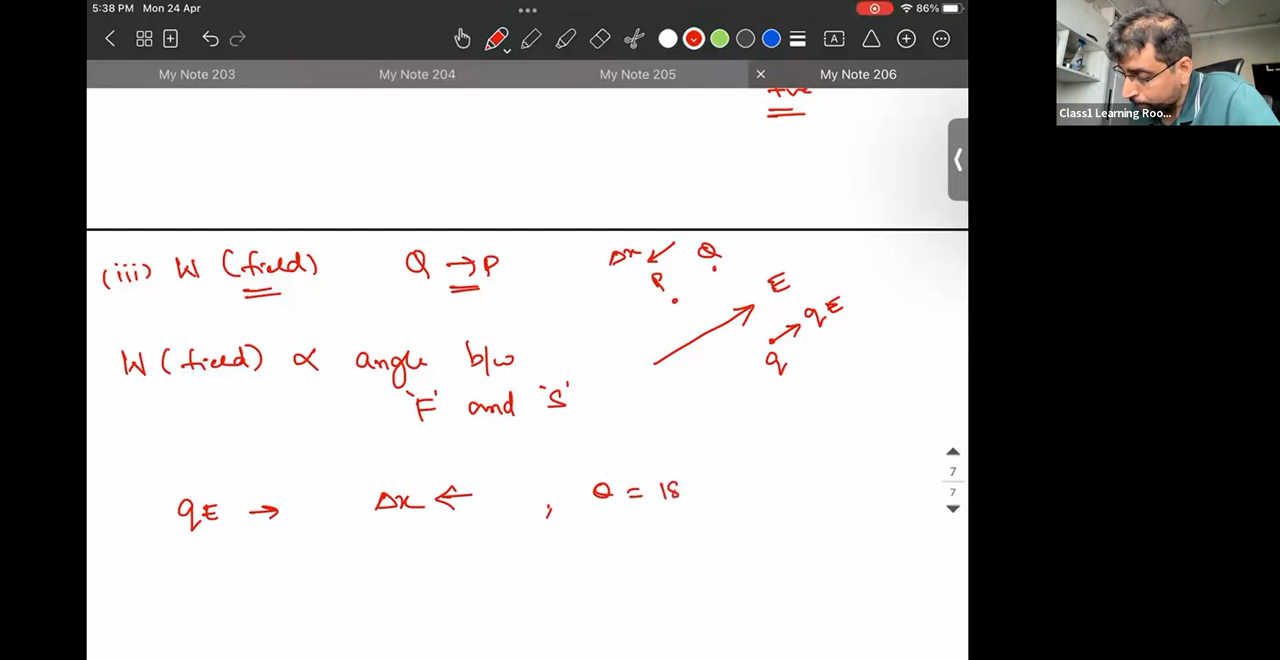 5:38 PM Mon 24 Apr
86%
My Note 203
My Note 204
My Note 205
My Note 206
Class1 Learning Roo...
+ve
(iii) W (field) Q → P
Δx ↙ Q
P
E
qE
q
W (field) ∝ angle b/w
'F' and 'S'
qE → Δx ← , θ = 18
7
7
A